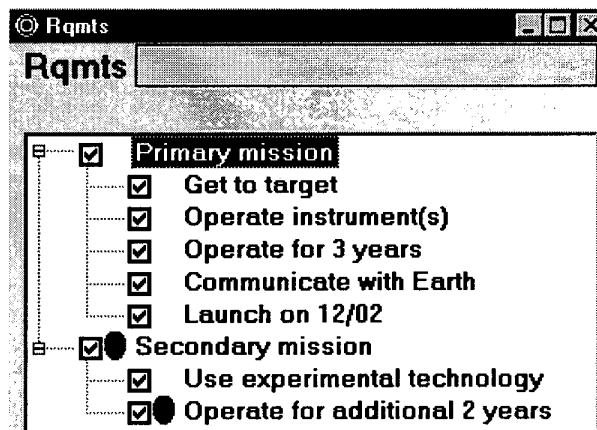 Rqmts
Rqmts
Primary mission
Get to target
Operate instrument(s)
Operate for 3 years
Communicate with Earth
Launch on 12/02
Secondary mission
Use experimental technology
Operate for additional 2 years